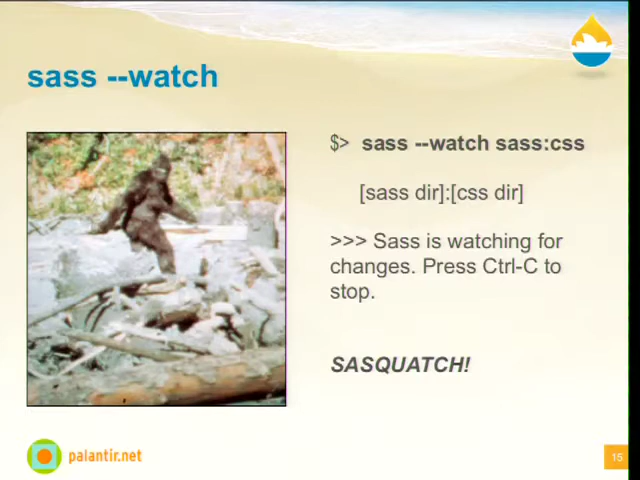 sass --watch
$> sass --watch sass:css
[sass dir]:[css dir]
>>> Sass is watching for
changes. Press Ctrl-C to
stop.
SASQUATCH!
palantir.net
15